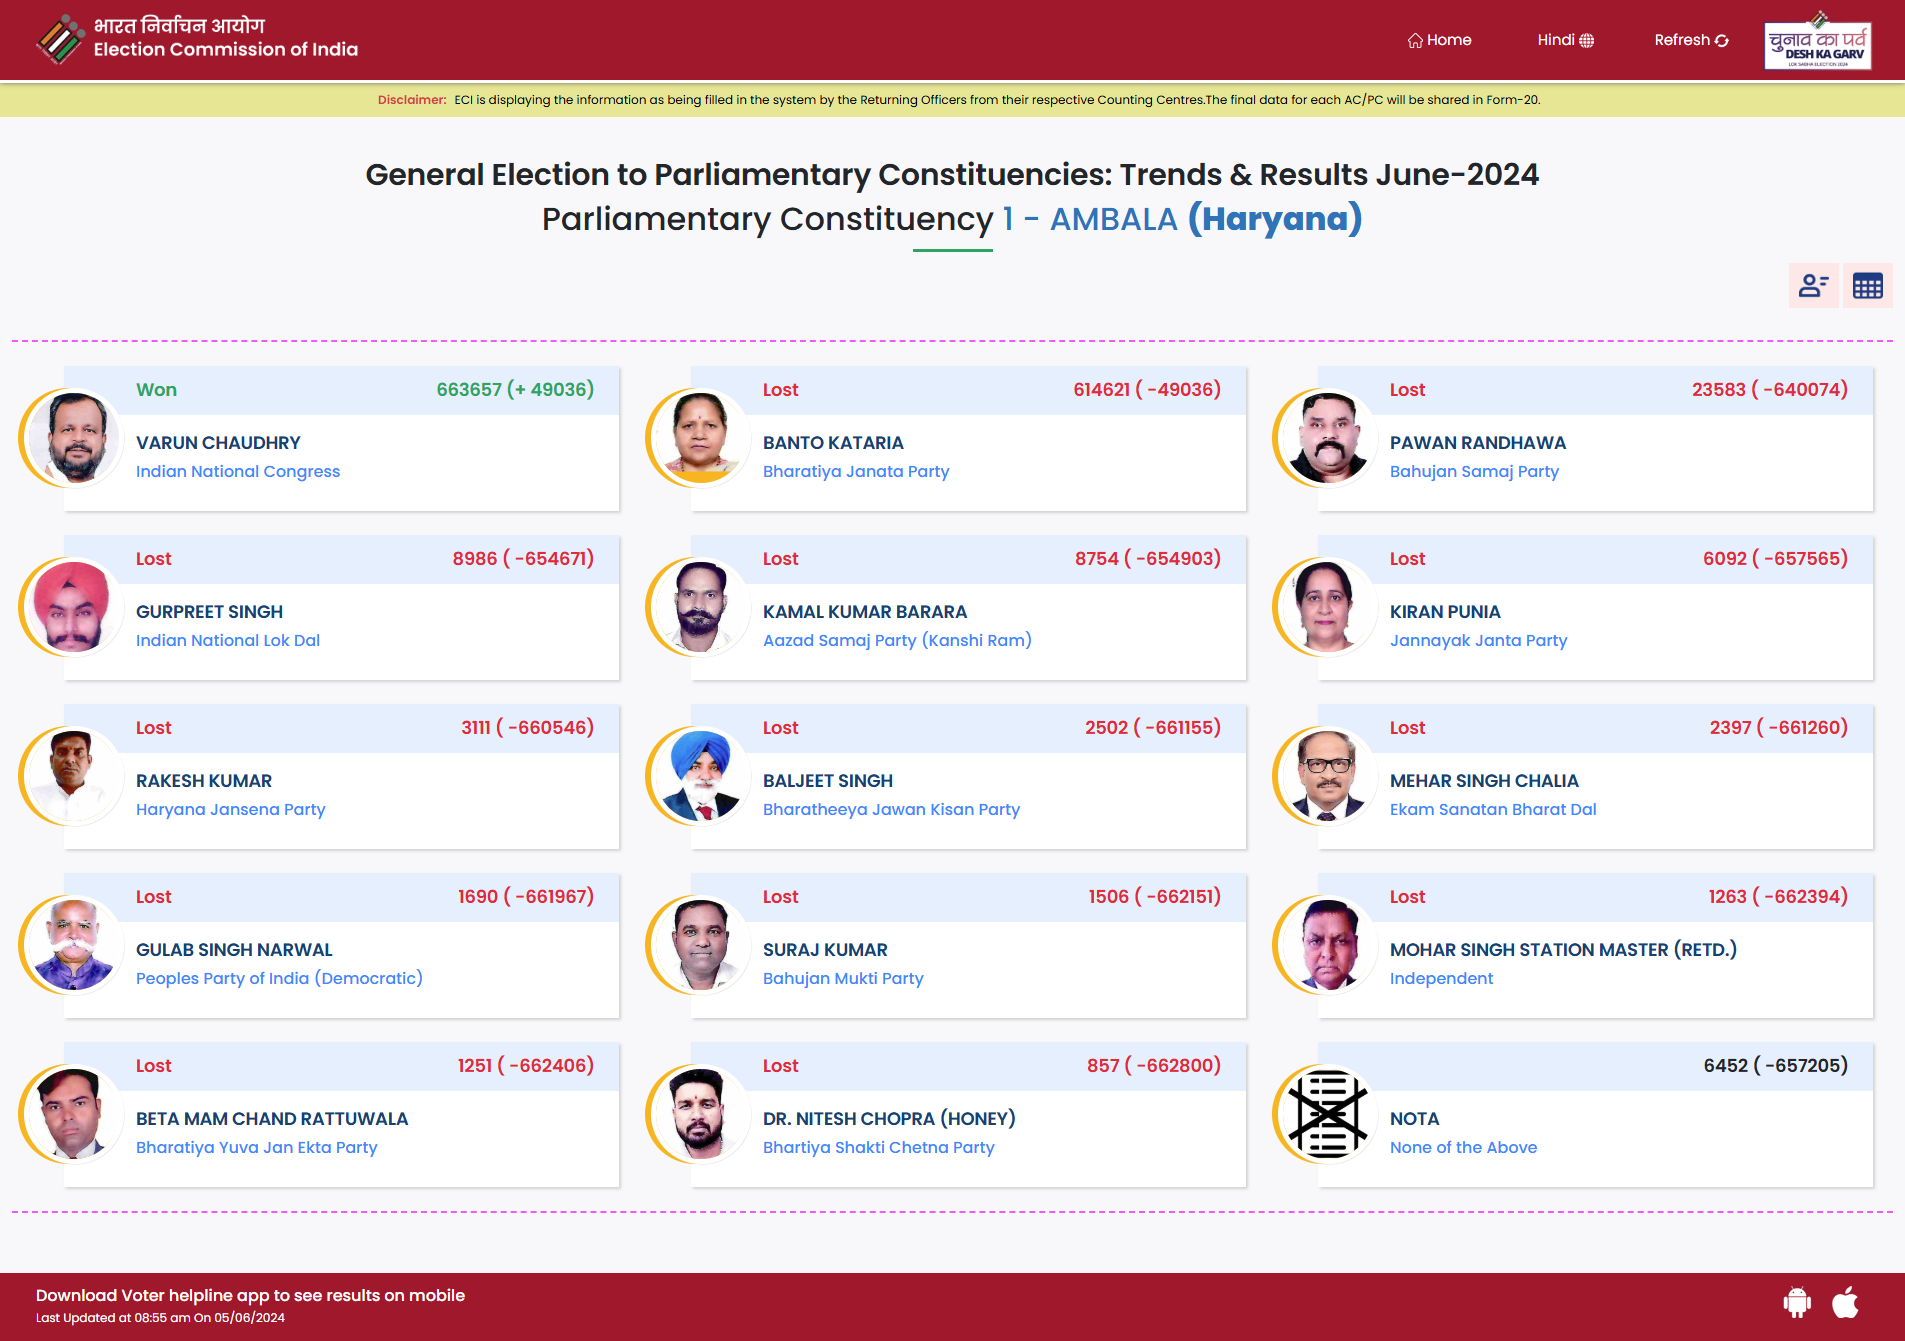 भारत निर्वाचन आयोग
Election Commission of India
Home
Hindi
Refresh
चुनाव का पर्व
DESH KA GARV
LOK SABHA ELECTION 2024
Disclaimer: ECI is displaying the information as being filled in the system by the Returning Officers from their respective Counting Centres.The final data for each AC/PC will be shared in Form-20.
General Election to Parliamentary Constituencies: Trends & Results June-2024
Parliamentary Constituency 1 - AMBALA (Haryana)
Won 663657 (+ 49036)
VARUN CHAUDHRY
Indian National Congress
Lost 614621 ( -49036)
BANTO KATARIA
Bharatiya Janata Party
Lost 23583 ( -640074)
PAWAN RANDHAWA
Bahujan Samaj Party
Lost 8986 ( -654671)
GURPREET SINGH
Indian National Lok Dal
Lost 8754 ( -654903)
KAMAL KUMAR BARARA
Aazad Samaj Party (Kanshi Ram)
Lost 6092 ( -657565)
KIRAN PUNIA
Jannayak Janta Party
Lost 3111 ( -660546)
RAKESH KUMAR
Haryana Jansena Party
Lost 2502 ( -661155)
BALJEET SINGH
Bharatheeya Jawan Kisan Party
Lost 2397 ( -661260)
MEHAR SINGH CHALIA
Ekam Sanatan Bharat Dal
Lost 1690 ( -661967)
GULAB SINGH NARWAL
Peoples Party of India (Democratic)
Lost 1506 ( -662151)
SURAJ KUMAR
Bahujan Mukti Party
Lost 1263 ( -662394)
MOHAR SINGH STATION MASTER (RETD.)
Independent
Lost 1251 ( -662406)
BETA MAM CHAND RATTUWALA
Bharatiya Yuva Jan Ekta Party
Lost 857 ( -662800)
DR. NITESH CHOPRA (HONEY)
Bhartiya Shakti Chetna Party
6452 ( -657205)
NOTA
None of the Above
Download Voter helpline app to see results on mobile
Last Updated at 08:55 am On 05/06/2024